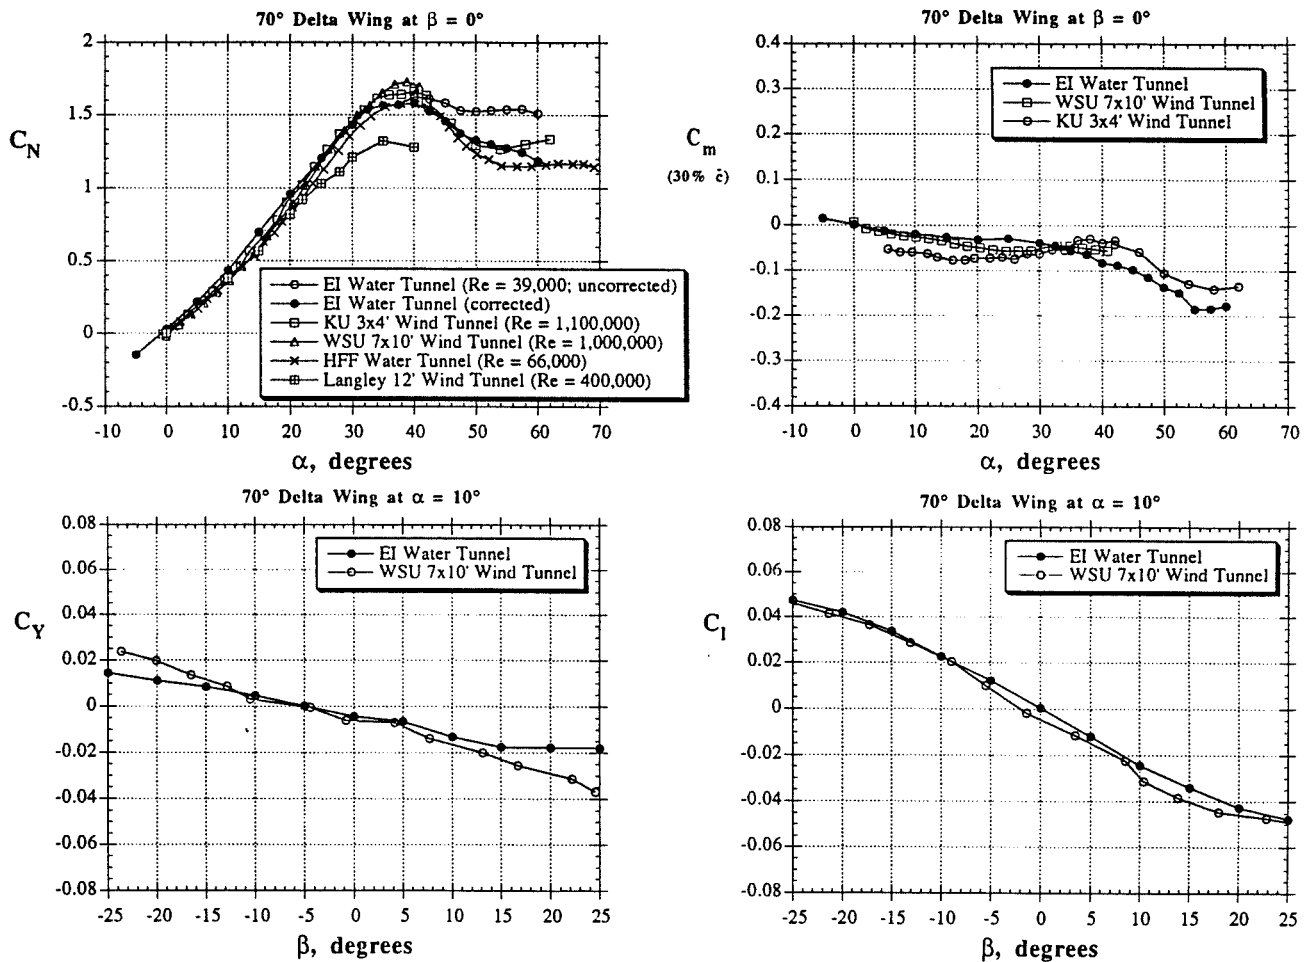 70° Delta Wing at β = 0°
2
1.5
1
0.5
0
-0.5
C_N
EI Water Tunnel (Re = 39,000; uncorrected)
EI Water Tunnel (corrected)
KU 3x4' Wind Tunnel (Re = 1,100,000)
WSU 7x10' Wind Tunnel (Re = 1,000,000)
HFF Water Tunnel (Re = 66,000)
Langley 12' Wind Tunnel (Re = 400,000)
-10 0 10 20 30 40 50 60 70
α, degrees
70° Delta Wing at β = 0°
0.4
0.3
0.2
0.1
0
-0.1
-0.2
-0.3
-0.4
C_m
(30% c̄)
EI Water Tunnel
WSU 7x10' Wind Tunnel
KU 3x4' Wind Tunnel
-10 0 10 20 30 40 50 60 70
α, degrees
70° Delta Wing at α = 10°
0.08
0.06
0.04
0.02
0
-0.02
-0.04
-0.06
-0.08
C_Y
EI Water Tunnel
WSU 7x10' Wind Tunnel
-25 -20 -15 -10 -5 0 5 10 15 20 25
β, degrees
70° Delta Wing at α = 10°
0.08
0.06
0.04
0.02
0
-0.02
-0.04
-0.06
-0.08
C_l
EI Water Tunnel
WSU 7x10' Wind Tunnel
-25 -20 -15 -10 -5 0 5 10 15 20 25
β, degrees